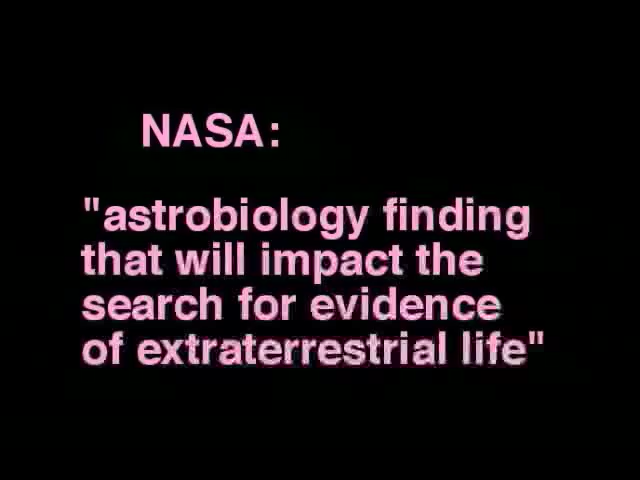 NASA:
"astrobiology finding
that will impact the
search for evidence
of extraterrestrial life"